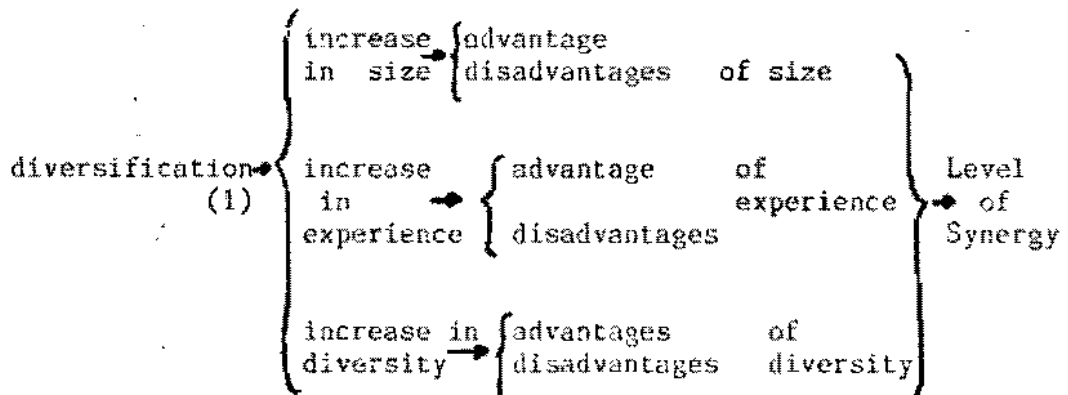 increase advantage
in size disadvantages of size
diversification increase advantage of Level
(1) in experience of
experience disadvantages Synergy
increase in advantages of
diversity disadvantages diversity